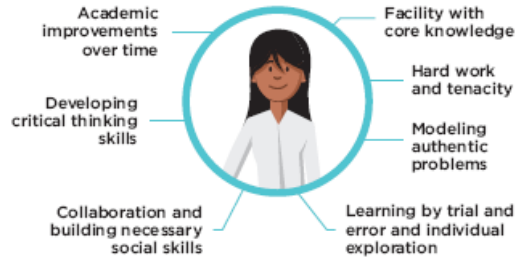 Academic
improvements
over time
Facility with
core knowledge
Hard work
and tenacity
Developing
critical thinking
skills
Modeling
authentic
problems
Collaboration and
building necessary
social skills
Learning by trial and
error and individual
exploration